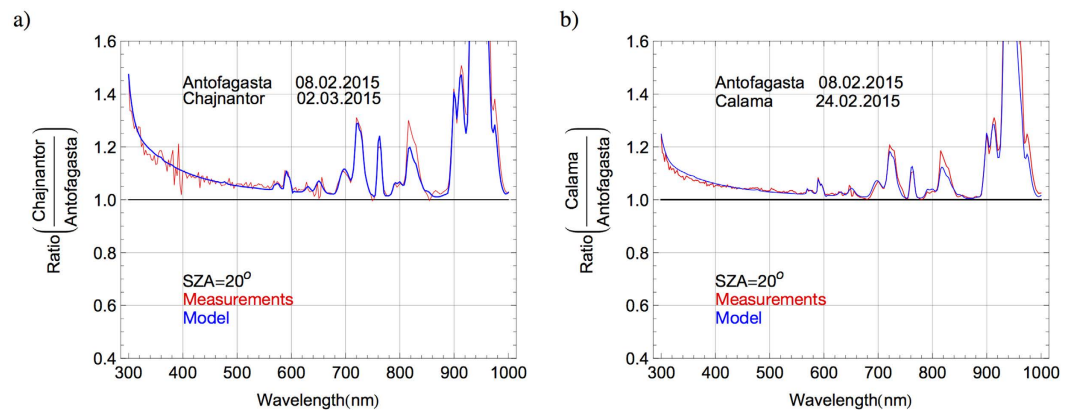 a)
1.6
1.4
1.2
1.0
0.8
0.6
0.4
Ratio(Chajnantor/Antofagasta)
Antofagasta 08.02.2015
Chajnantor 02.03.2015
SZA=20°
Measurements
Model
300 400 500 600 700 800 900 1000
Wavelength(nm)
b)
1.6
1.4
1.2
1.0
0.8
0.6
0.4
Ratio(Calama/Antofagasta)
Antofagasta 08.02.2015
Calama 24.02.2015
SZA=20°
Measurements
Model
300 400 500 600 700 800 900 1000
Wavelength(nm)